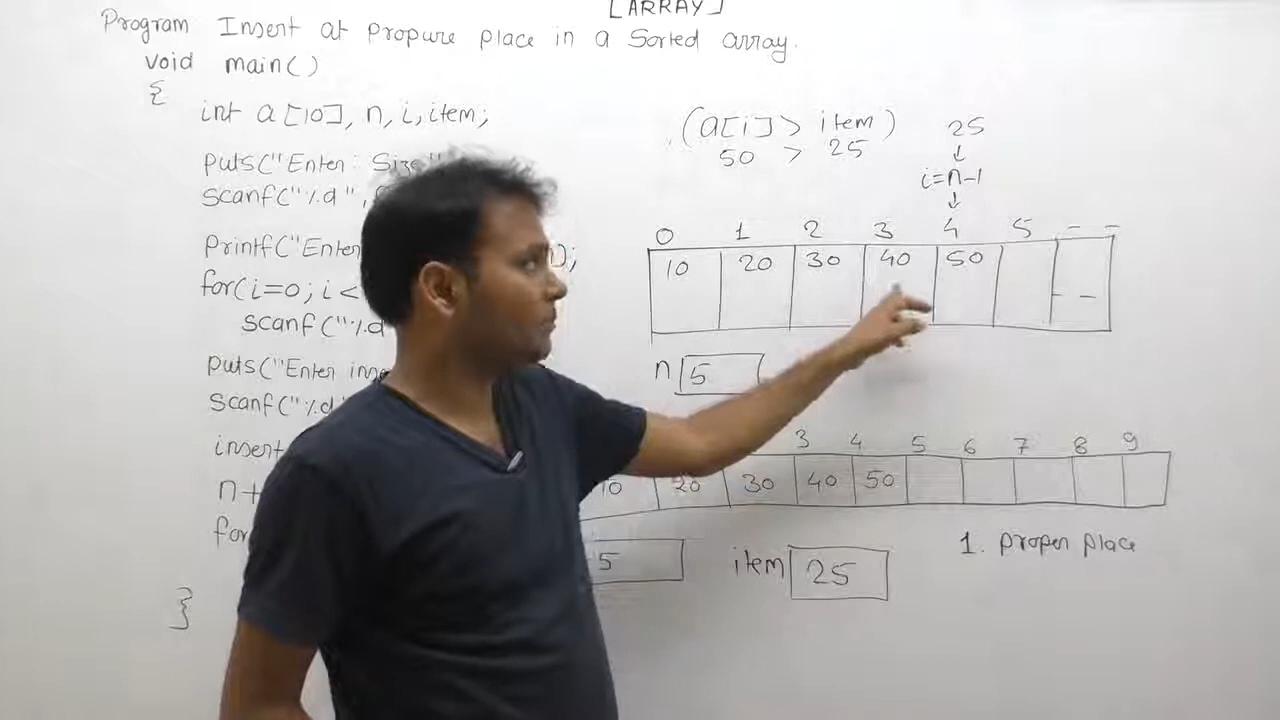 [ARRAY]
Program Insert at propure place in a Sorted array.
void main()
{
int a[10], n, i, item;
puts("Enter Size"
scanf("%d",
Printf("Enter );
for(i=0; i<
scanf("%d
puts("Enter
scanf("%d
insert
n+
for
}
(a[i] > item)
50 > 25
25
↓
i=n-1
↓
0 1 2 3 4 5 - -
10 20 30 40 50
- -
n 5
3 4 5 6 7 8 9
10 20 30 40 50
5
item 25
1. proper place